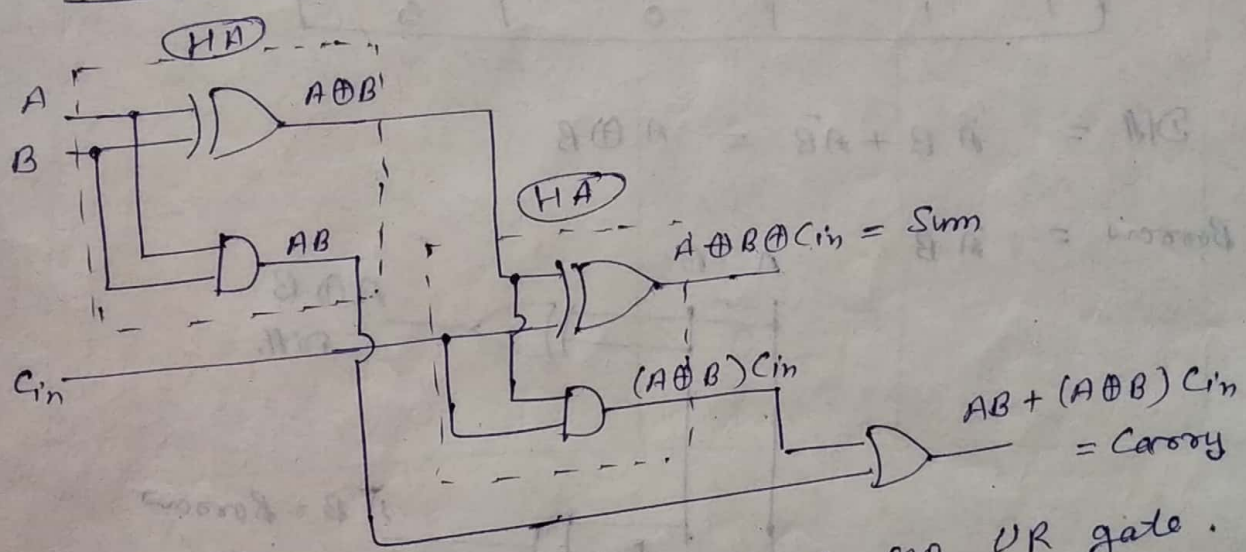 HA
A
A⊕B
B
HA
AB
A⊕B⊕Cin = Sum
Cin
(A⊕B)Cin
AB + (A⊕B) Cin
= Carry
OR gate.